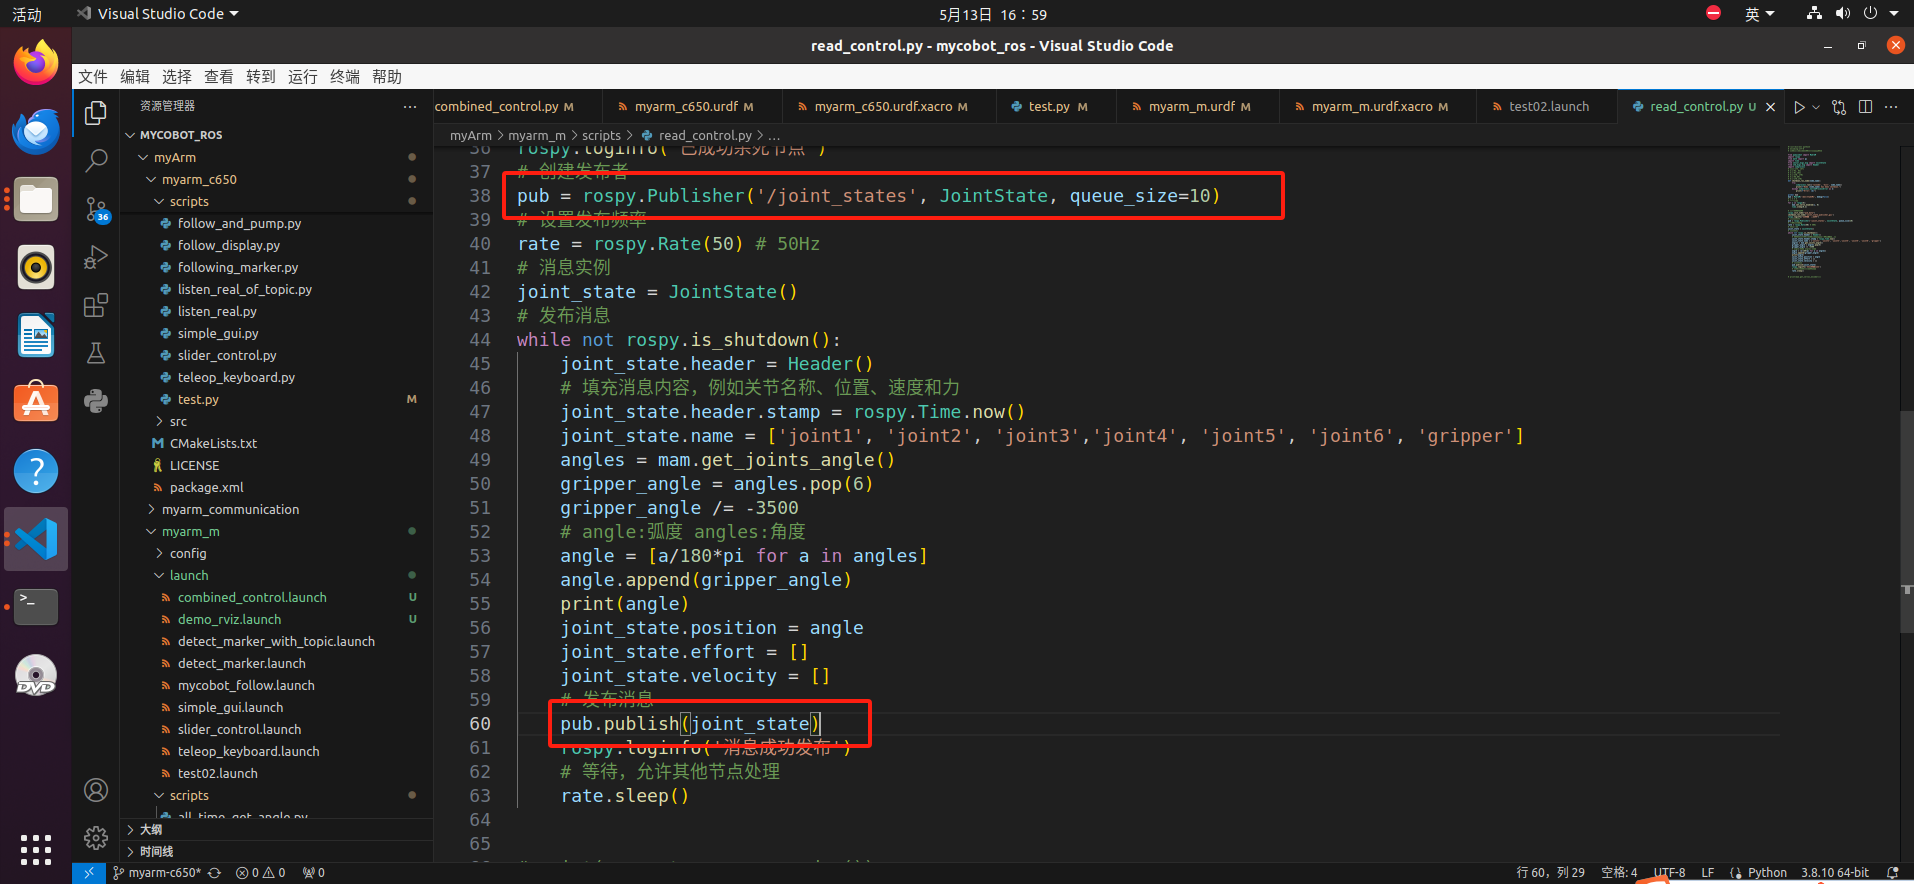 活动
Visual Studio Code
5月13日 16：59
英
read_control.py - mycobot_ros - Visual Studio Code
文件 编辑 选择 查看 转到 运行 终端 帮助
资源管理器
combined_control.py M
myarm_c650.urdf M
myarm_c650.urdf.xacro M
test.py M
myarm_m.urdf M
myarm_m.urdf.xacro M
test02.launch
read_control.py U
myArm > myarm_m > scripts > read_control.py > ...
MYCOBOT_ROS
myArm
myarm_c650
scripts
follow_and_pump.py
follow_display.py
following_marker.py
listen_real_of_topic.py
listen_real.py
simple_gui.py
slider_control.py
teleop_keyboard.py
test.py M
src
CMakeLists.txt
LICENSE
package.xml
myarm_communication
myarm_m
config
launch
combined_control.launch U
demo_rviz.launch U
detect_marker_with_topic.launch
detect_marker.launch
mycobot_follow.launch
simple_gui.launch
slider_control.launch
teleop_keyboard.launch
test02.launch
scripts
all_time_get_angle.py
大纲
时间线
36
36 rospy.loginfo('已成功杀死节点')
37 # 创建发布者
38 pub = rospy.Publisher('/joint_states', JointState, queue_size=10)
39 # 设置发布频率
40 rate = rospy.Rate(50) # 50Hz
41 # 消息实例
42 joint_state = JointState()
43 # 发布消息
44 while not rospy.is_shutdown():
45 joint_state.header = Header()
46 # 填充消息内容，例如关节名称、位置、速度和力
47 joint_state.header.stamp = rospy.Time.now()
48 joint_state.name = ['joint1', 'joint2', 'joint3','joint4', 'joint5', 'joint6', 'gripper']
49 angles = mam.get_joints_angle()
50 gripper_angle = angles.pop(6)
51 gripper_angle /= -3500
52 # angle:弧度 angles:角度
53 angle = [a/180*pi for a in angles]
54 angle.append(gripper_angle)
55 print(angle)
56 joint_state.position = angle
57 joint_state.effort = []
58 joint_state.velocity = []
59 # 发布消息
60 pub.publish(joint_state)
61 rospy.loginfo('消息成功发布')
62 # 等待，允许其他节点处理
63 rate.sleep()
64
65
myarm-c650* 0 0 0
行 60，列 29 空格: 4 UTF-8 LF Python 3.8.10 64-bit